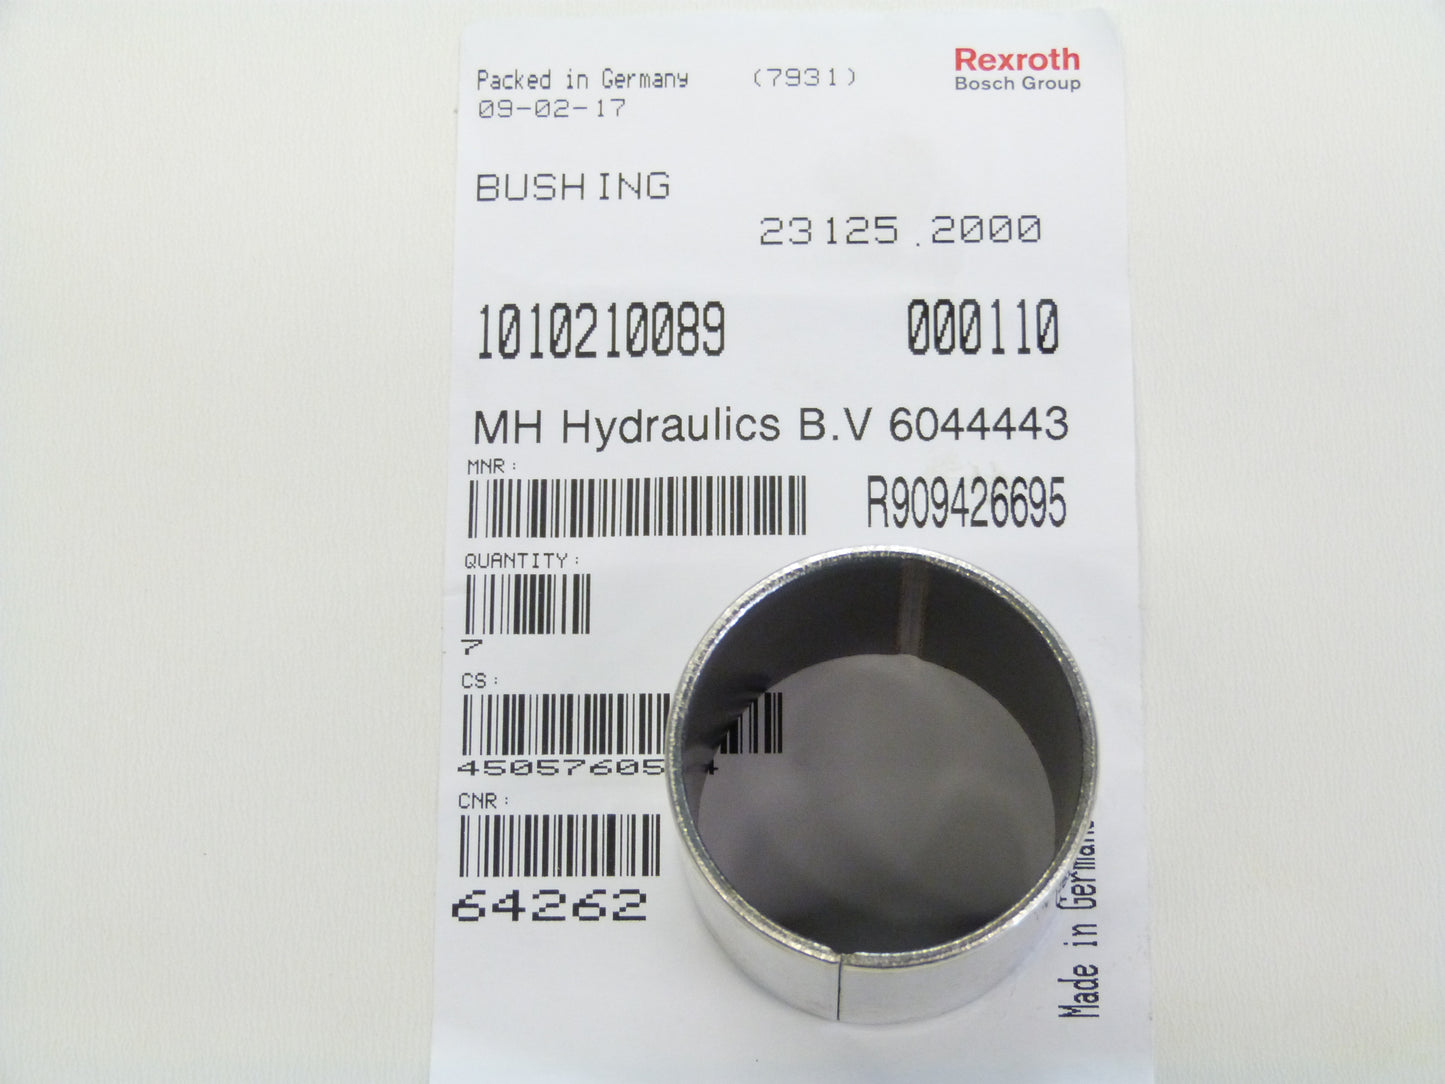 Packed in Germany (7931)
Rexroth
Bosch Group
09-02-17
BUSHING
23125.2000
1010210089 000110
MH Hydraulics B.V 6044443
MNR:
R909426695
QUANTITY:
7
CS:
45057605
CNR:
64262
Made in Germany